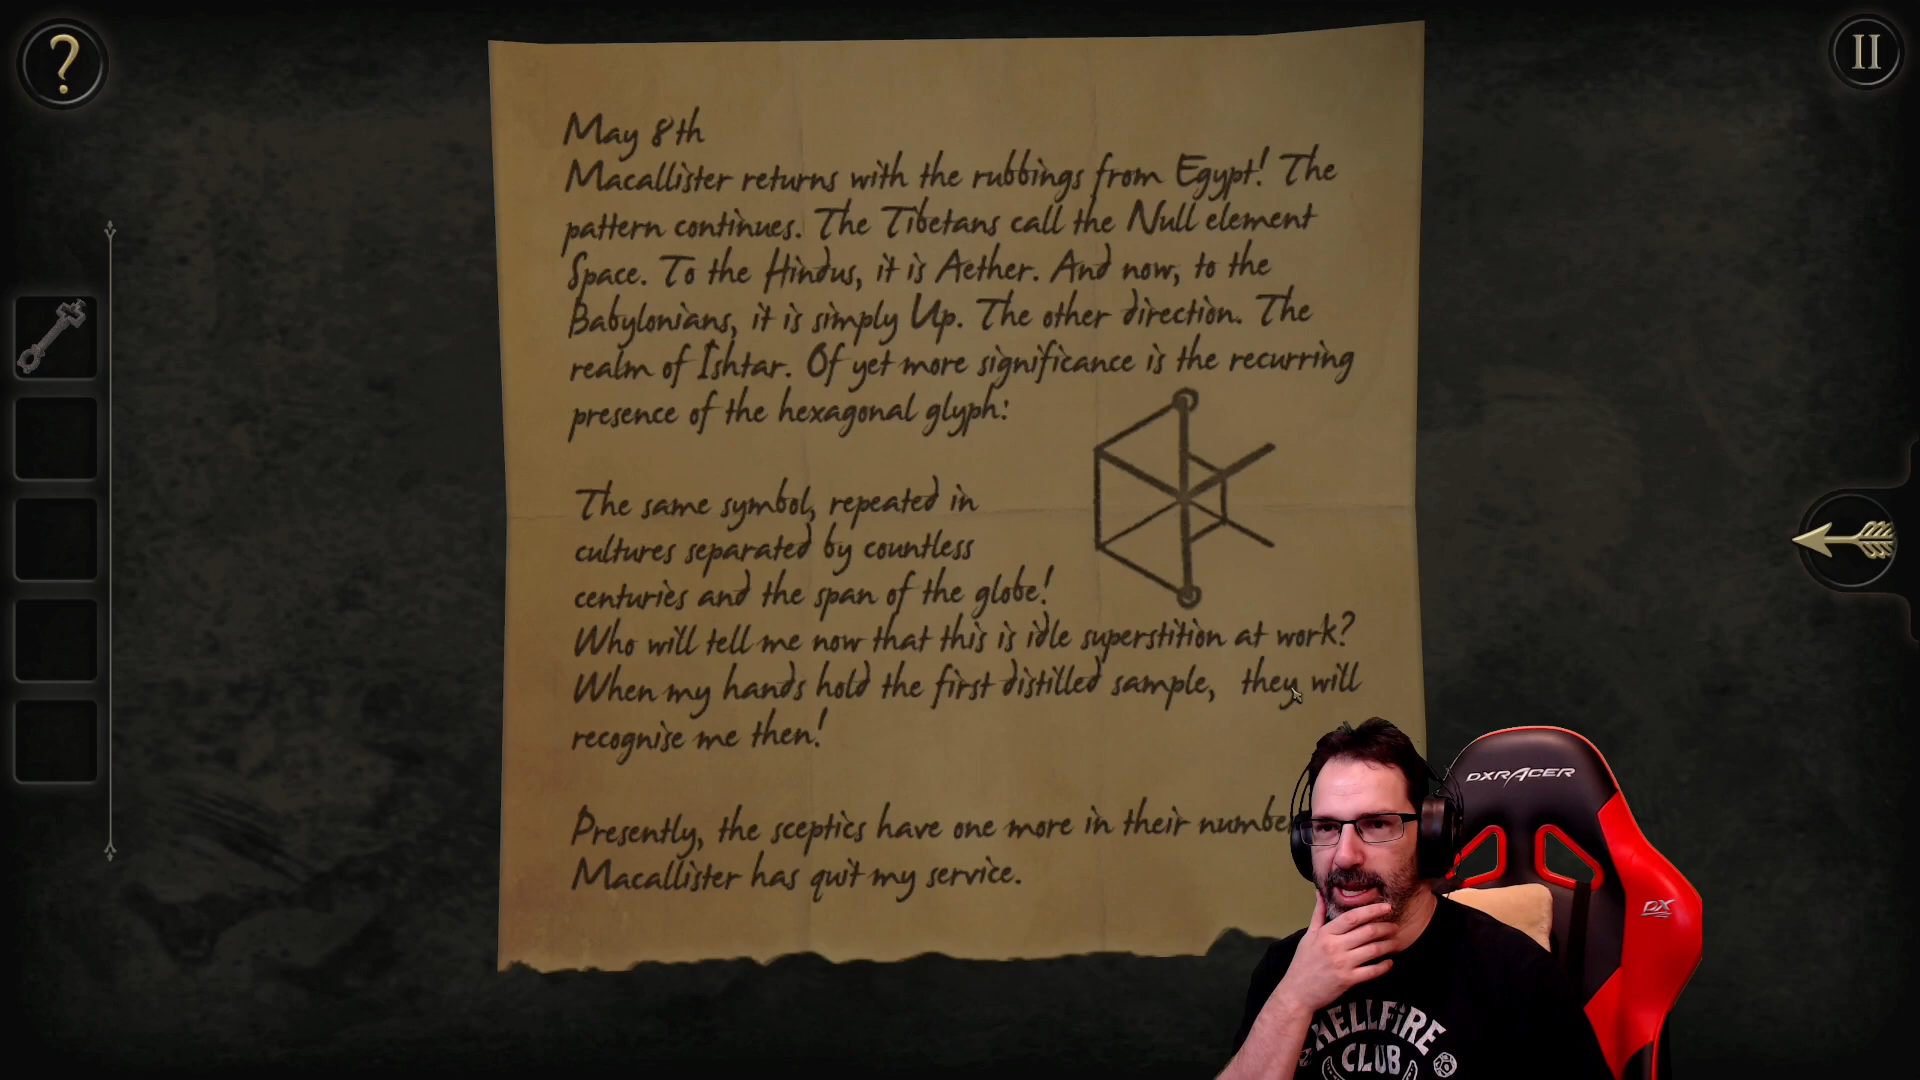 May 8th
Macallister returns with the rubbings from Egypt! The
pattern continues. The Tibetans call the Null element
Space. To the Hindus, it is Aether. And now, to the
Babylonians, it is simply Up. The other direction. The
realm of Ishtar. Of yet more significance is the recurring
presence of the hexagonal glyph:
The same symbol, repeated in
cultures separated by countless
centuries and the span of the globe!
Who will tell me now that this is idle superstition at work?
When my hands hold the first distilled sample, they will
recognise me then!
Presently, the sceptics have one more in their number
Macallister has quit my service.
?
DXRACER
DX
HELLFIRE
CLUB